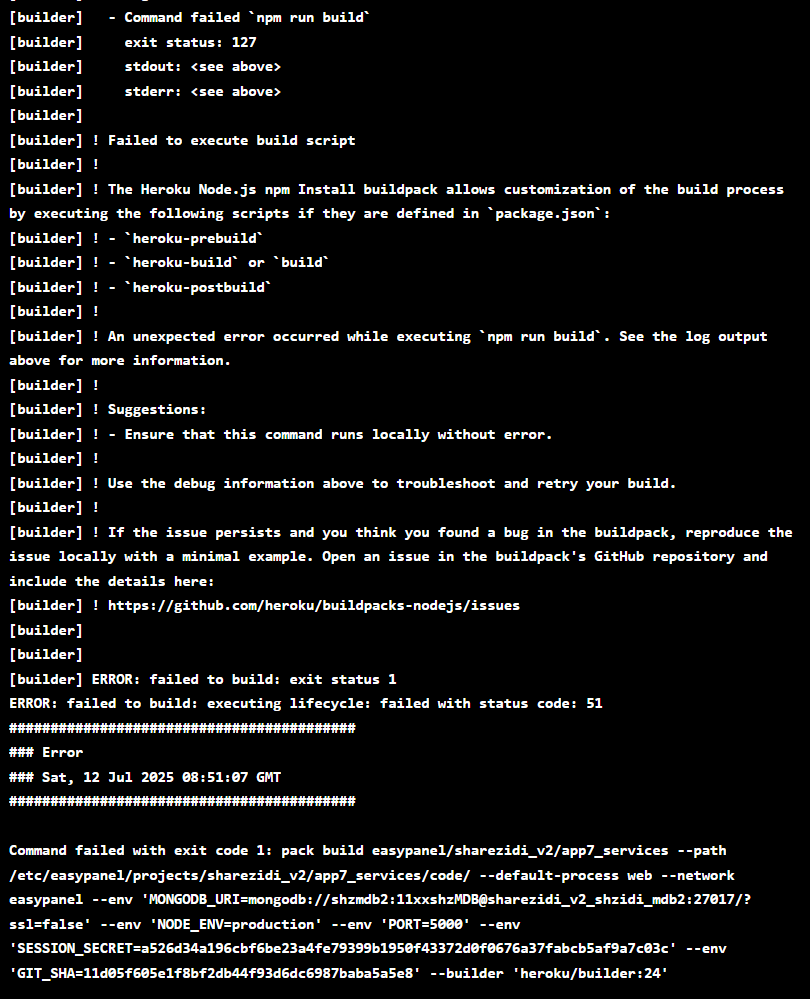 [builder]   - Command failed `npm run build`
[builder]     exit status: 127
[builder]     stdout: <see above>
[builder]     stderr: <see above>
[builder]
[builder] ! Failed to execute build script
[builder] !
[builder] ! The Heroku Node.js npm Install buildpack allows customization of the build process
by executing the following scripts if they are defined in `package.json`:
[builder] ! - `heroku-prebuild`
[builder] ! - `heroku-build` or `build`
[builder] ! - `heroku-postbuild`
[builder] !
[builder] ! An unexpected error occurred while executing `npm run build`. See the log output
above for more information.
[builder] !
[builder] ! Suggestions:
[builder] ! - Ensure that this command runs locally without error.
[builder] !
[builder] ! Use the debug information above to troubleshoot and retry your build.
[builder] !
[builder] ! If the issue persists and you think you found a bug in the buildpack, reproduce the
issue locally with a minimal example. Open an issue in the buildpack's GitHub repository and
include the details here:
[builder] ! https://github.com/heroku/buildpacks-nodejs/issues
[builder]
[builder]
[builder] ERROR: failed to build: exit status 1
ERROR: failed to build: executing lifecycle: failed with status code: 51
##########################################
### Error
### Sat, 12 Jul 2025 08:51:07 GMT
##########################################
Command failed with exit code 1: pack build easypanel/sharezidi_v2/app7_services --path
/etc/easypanel/projects/sharezidi_v2/app7_services/code/ --default-process web --network
easypanel --env 'MONGODB_URI=mongodb://shzmdb2:11xxshzMDB@sharezidi_v2_shzidi_mdb2:27017/?
ssl=false' --env 'NODE_ENV=production' --env 'PORT=5000' --env
'SESSION_SECRET=a526d34a196cbf6be23a4fe79399b1950f43372d0f0676a37fabcb5af9a7c03c' --env
'GIT_SHA=11d05f605e1f8bf2db44f93d6dc6987baba5a5e8' --builder 'heroku/builder:24'